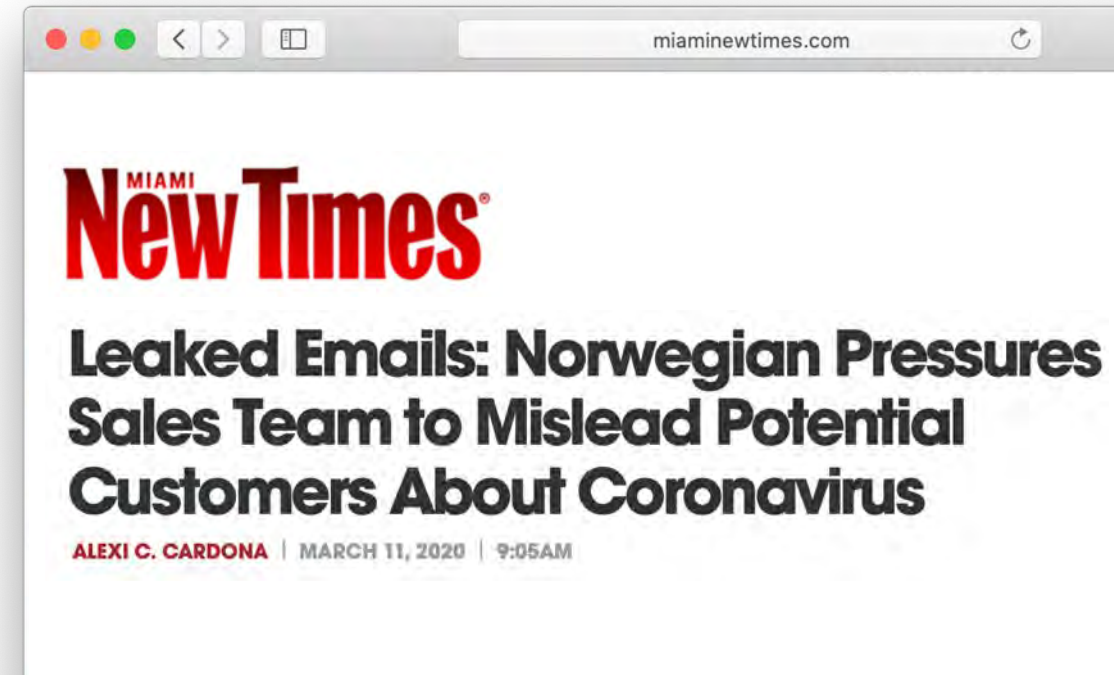 miaminewtimes.com
MIAMI
New Times®
Leaked Emails: Norwegian Pressures
Sales Team to Mislead Potential
Customers About Coronavirus
ALEXI C. CARDONA | MARCH 11, 2020 | 9:05AM